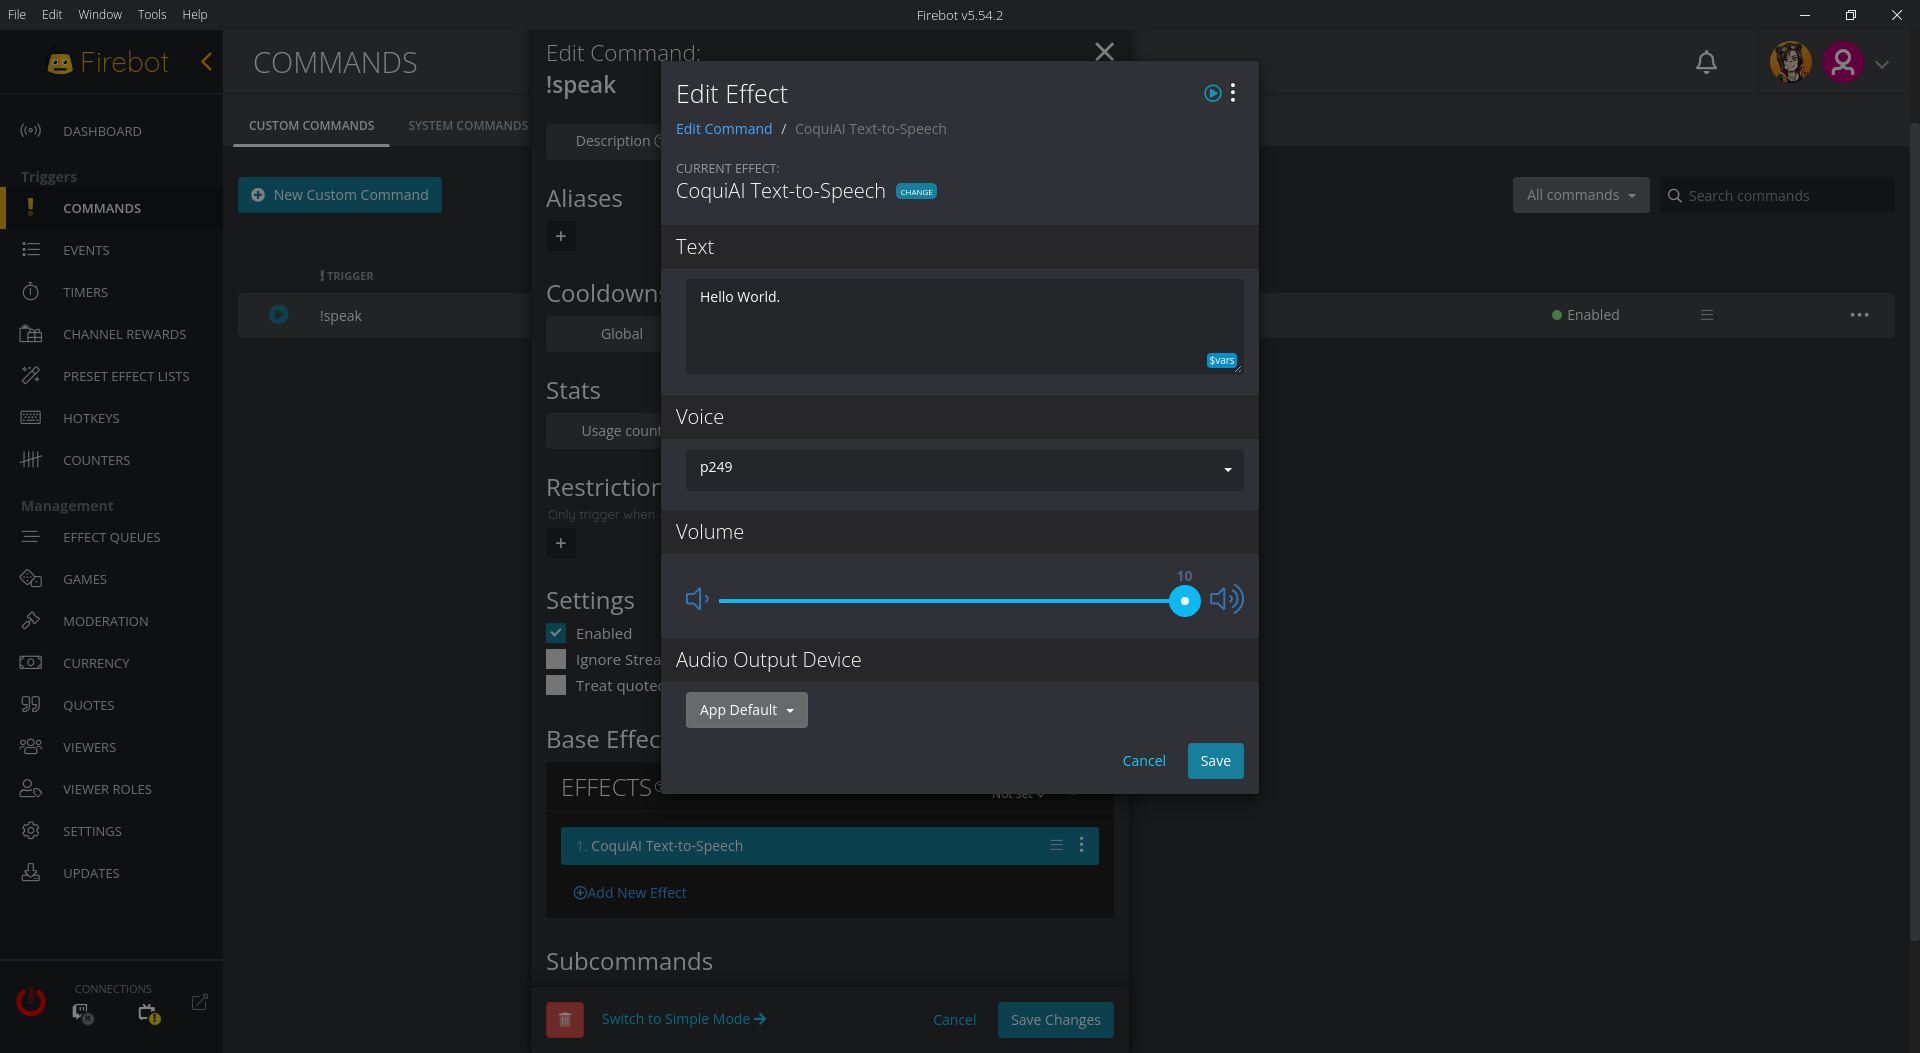 File Edit Window Tools Help
Firebot v5.54.2
Firebot
COMMANDS
DASHBOARD
Triggers
COMMANDS
EVENTS
TIMERS
CHANNEL REWARDS
PRESET EFFECT LISTS
HOTKEYS
COUNTERS
Management
EFFECT QUEUES
GAMES
MODERATION
CURRENCY
QUOTES
VIEWERS
VIEWER ROLES
SETTINGS
UPDATES
CONNECTIONS
CUSTOM COMMANDS SYSTEM COMMANDS
New Custom Command
All commands
Search commands
TRIGGER
!speak
Enabled
Edit Command:
!speak
Description
Aliases
+
Cooldowns
Global
Stats
Usage count
Restriction
Only trigger when
+
Settings
Enabled
Ignore Strea
Treat quoted
Base Effec
EFFECTS
Not set
1. CoquiAI Text-to-Speech
Add New Effect
Subcommands
Switch to Simple Mode
Cancel
Save Changes
Edit Effect
Edit Command / CoquiAI Text-to-Speech
CURRENT EFFECT:
CoquiAI Text-to-Speech CHANGE
Text
Hello World.
$vars
Voice
p249
Volume
10
Audio Output Device
App Default
Cancel
Save